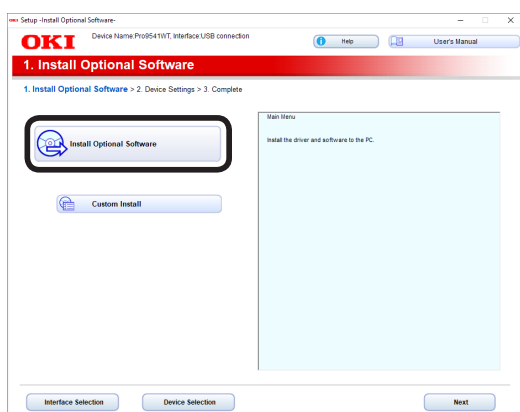 OKI Setup -Install Optional Software-
OKI
Device Name:Pro9541WT, Interface:USB connection
Help
User's Manual
1. Install Optional Software
1. Install Optional Software > 2. Device Settings > 3. Complete
Install Optional Software
Custom Install
Main Menu
Install the driver and software to the PC.
Interface Selection
Device Selection
Next